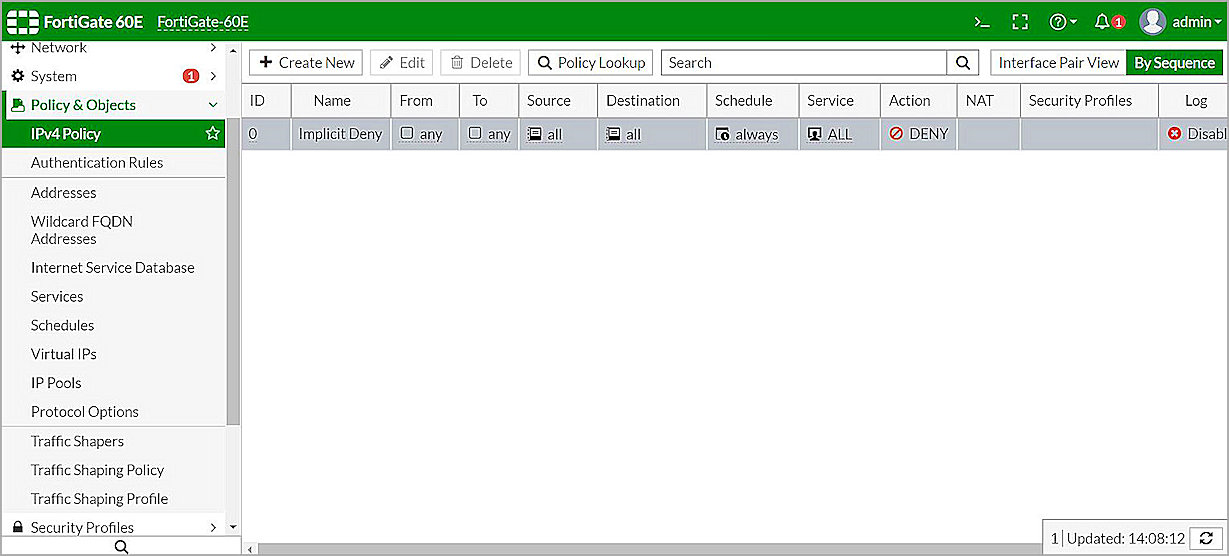 FortiGate 60E FortiGate-60E >_ 1 admin
Network
System 1
Policy & Objects
IPv4 Policy
Authentication Rules
Addresses
Wildcard FQDN
Addresses
Internet Service Database
Services
Schedules
Virtual IPs
IP Pools
Protocol Options
Traffic Shapers
Traffic Shaping Policy
Traffic Shaping Profile
Security Profiles
+ Create New Edit Delete Policy Lookup Search Interface Pair View By Sequence
ID Name From To Source Destination Schedule Service Action NAT Security Profiles Log
0 Implicit Deny any any all all always ALL DENY Disabl
1 Updated: 14:08:12